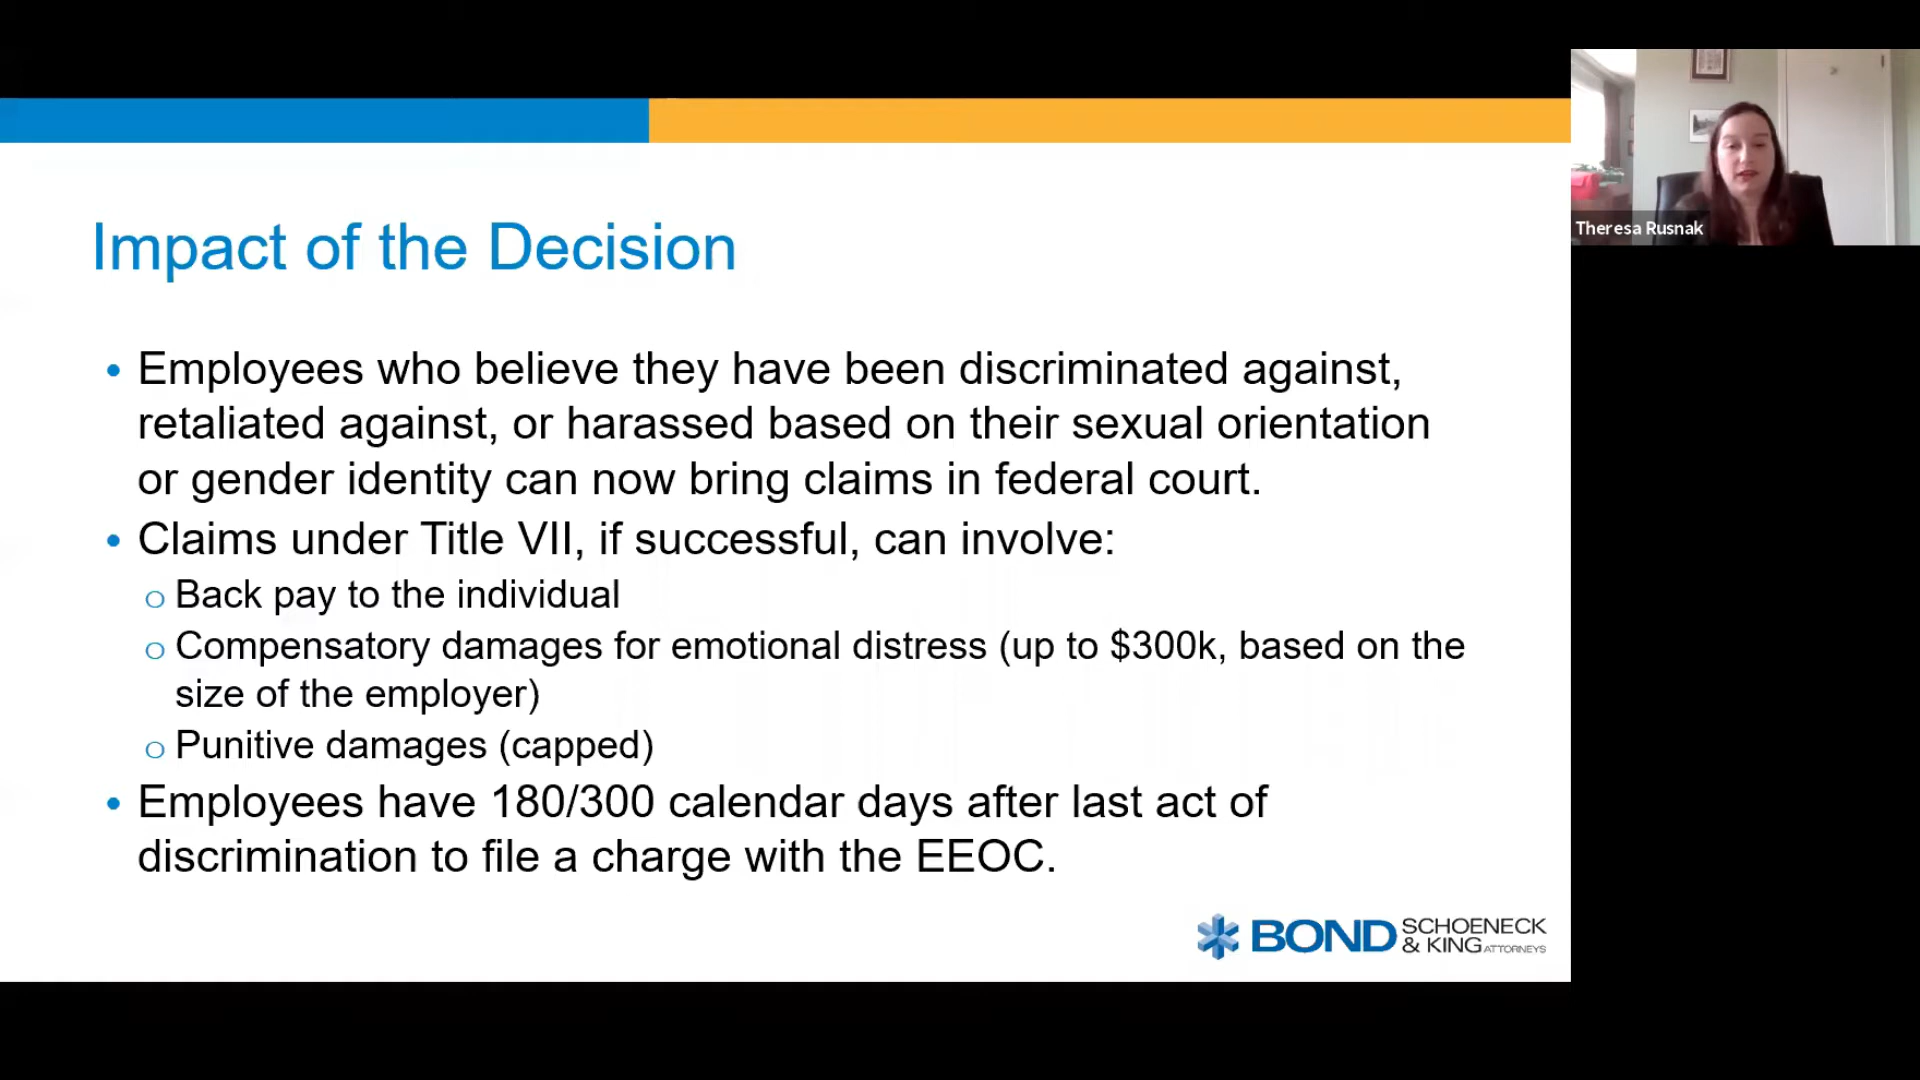 Impact of the Decision
• Employees who believe they have been discriminated against,
retaliated against, or harassed based on their sexual orientation
or gender identity can now bring claims in federal court.
• Claims under Title VII, if successful, can involve:
o Back pay to the individual
o Compensatory damages for emotional distress (up to $300k, based on the
size of the employer)
o Punitive damages (capped)
• Employees have 180/300 calendar days after last act of
discrimination to file a charge with the EEOC.
BOND SCHOENECK
& KING ATTORNEYS
Theresa Rusnak